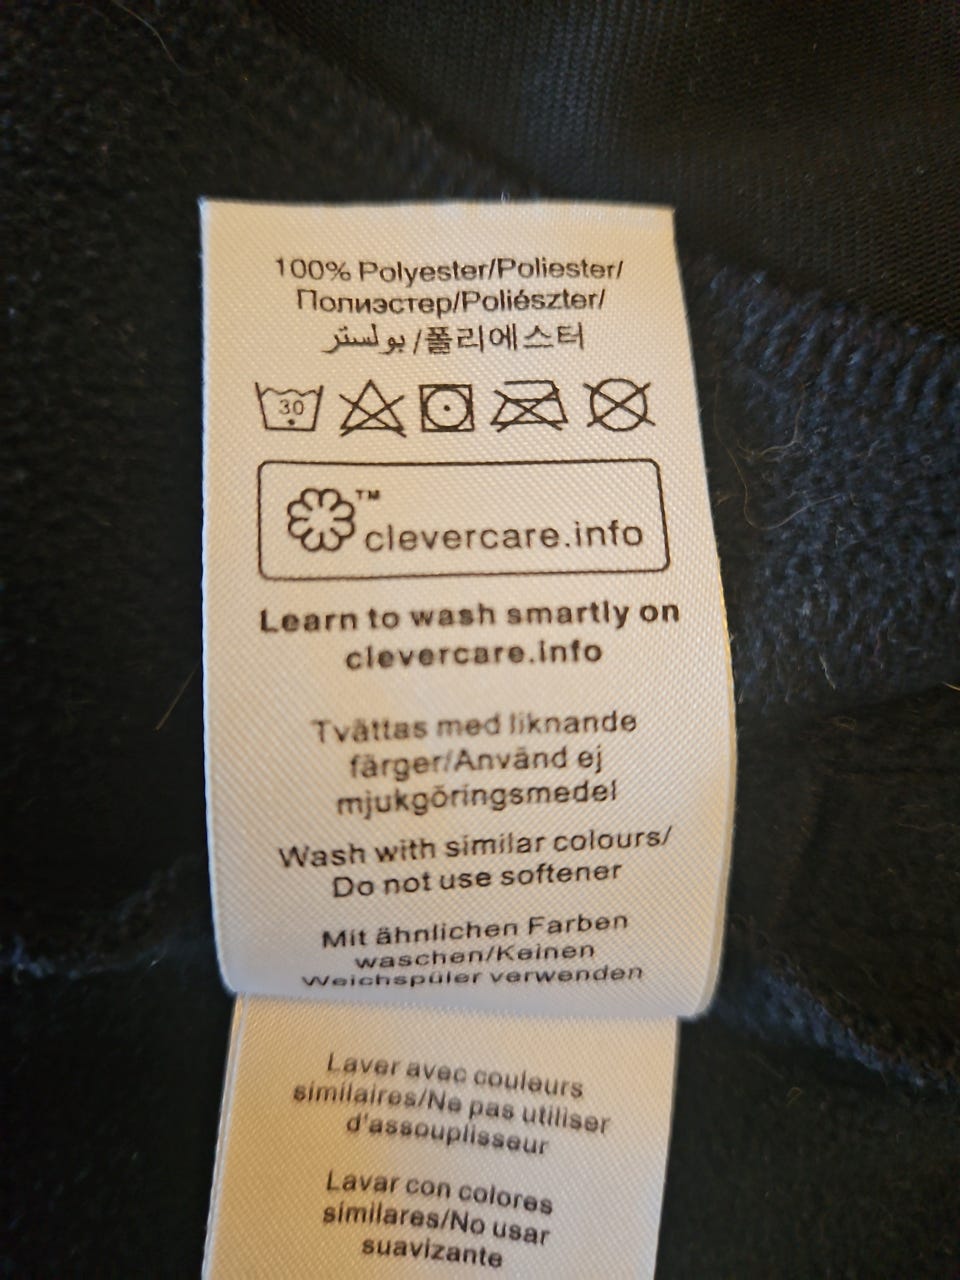 100% Polyester/Poliester/
Полиэстер/Poliészter/
بولستر/폴리에스터
30
TM
clevercare.info
Learn to wash smartly on
clevercare.info
Tvättas med liknande
färger/Använd ej
mjukgöringsmedel
Wash with similar colours/
Do not use softener
Mit ähnlichen Farben
waschen/Keinen
Weichspüler verwenden
Laver avec couleurs
similaires/Ne pas utiliser
d'assouplisseur
Lavar con colores
similares/No usar
suavizante